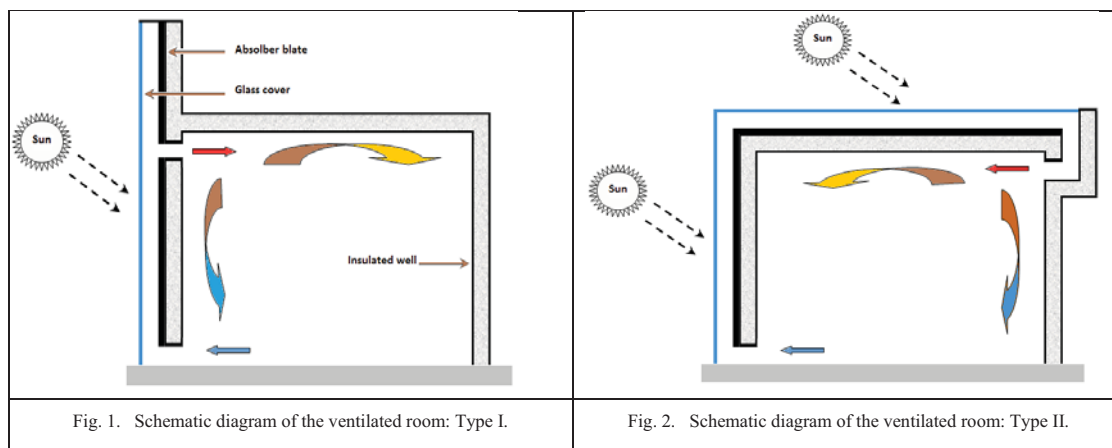 Absolber blate
Glass cover
Sun
Insulated well
Fig. 1. Schematic diagram of the ventilated room: Type I.
Sun
Sun
Fig. 2. Schematic diagram of the ventilated room: Type II.